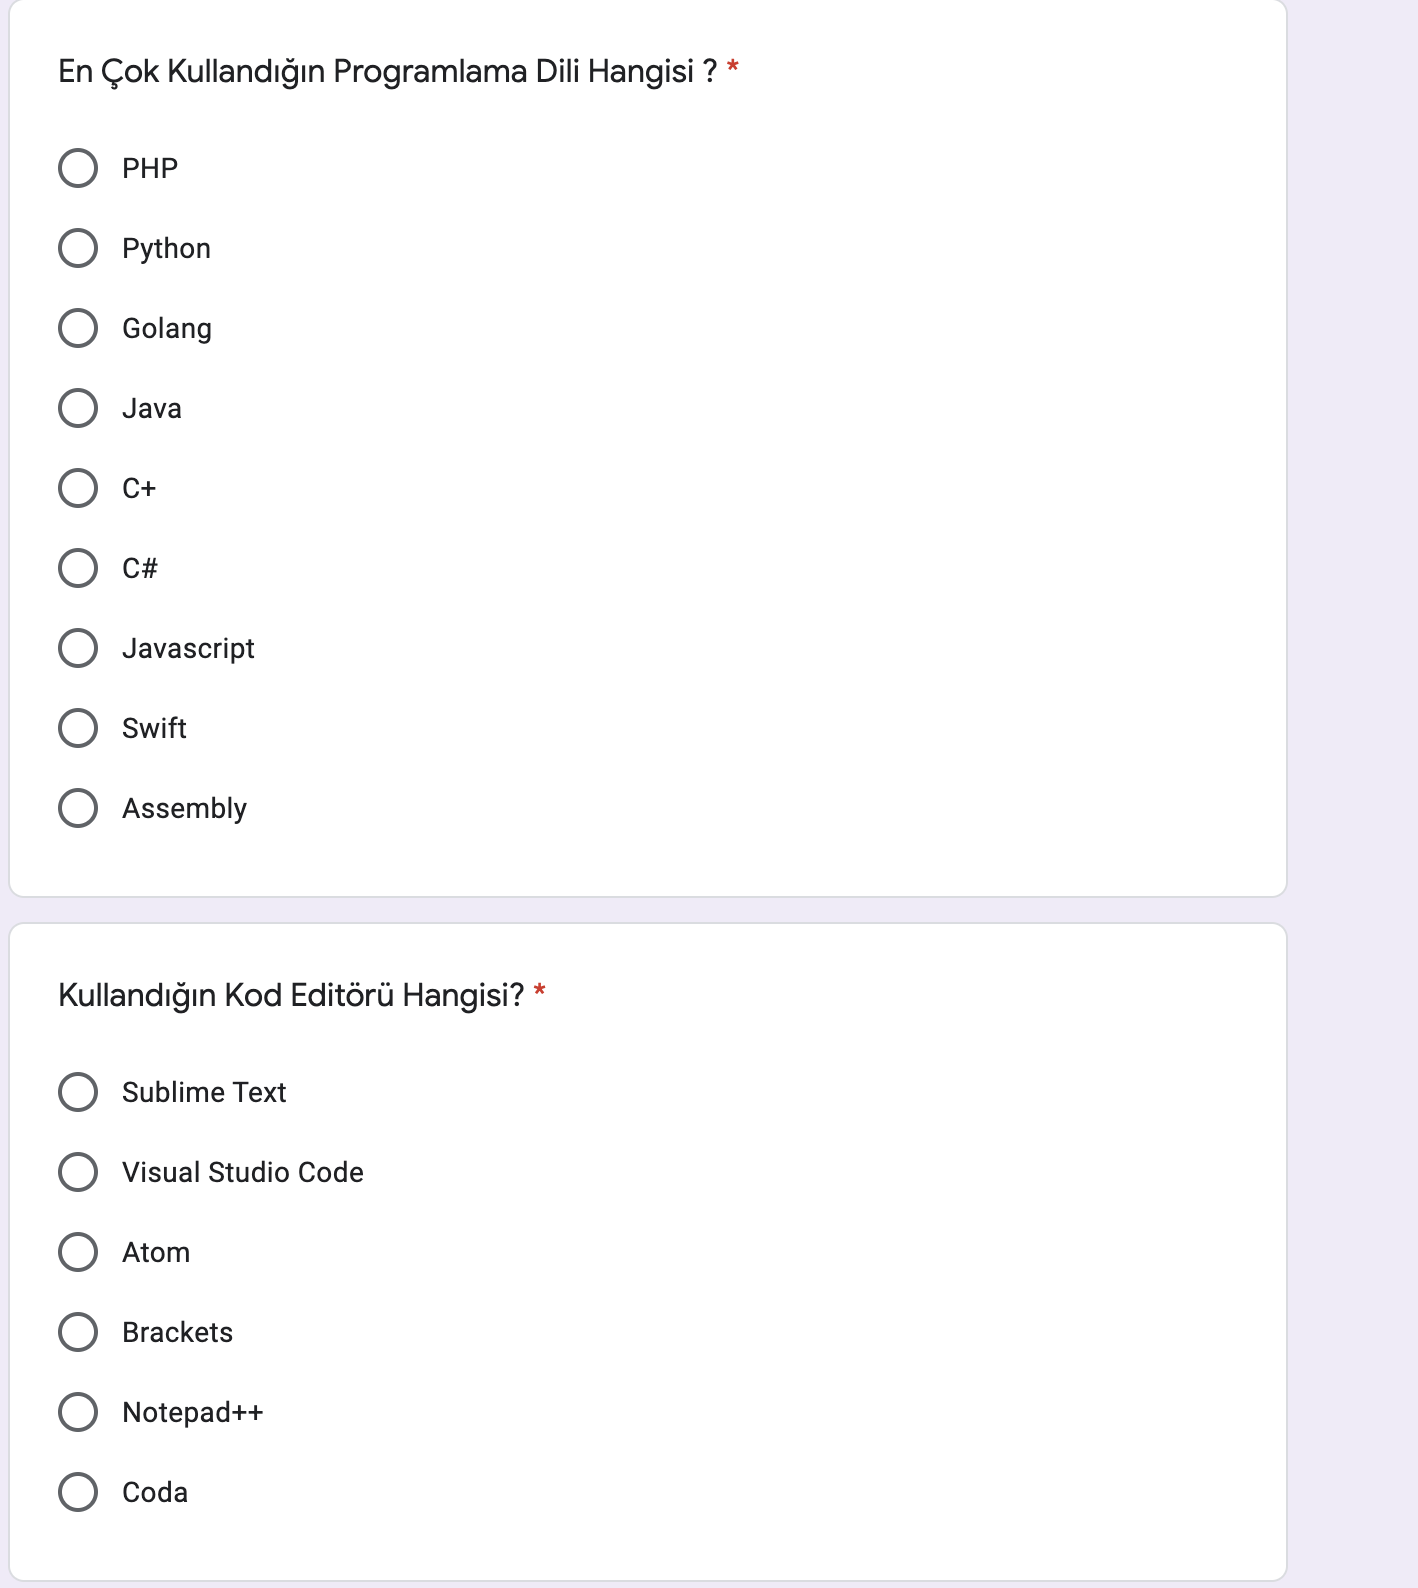 En Çok Kullandığın Programlama Dili Hangisi ? *
PHP
Python
Golang
Java
C+
C#
Javascript
Swift
Assembly
Kullandığın Kod Editörü Hangisi? *
Sublime Text
Visual Studio Code
Atom
Brackets
Notepad++
Coda